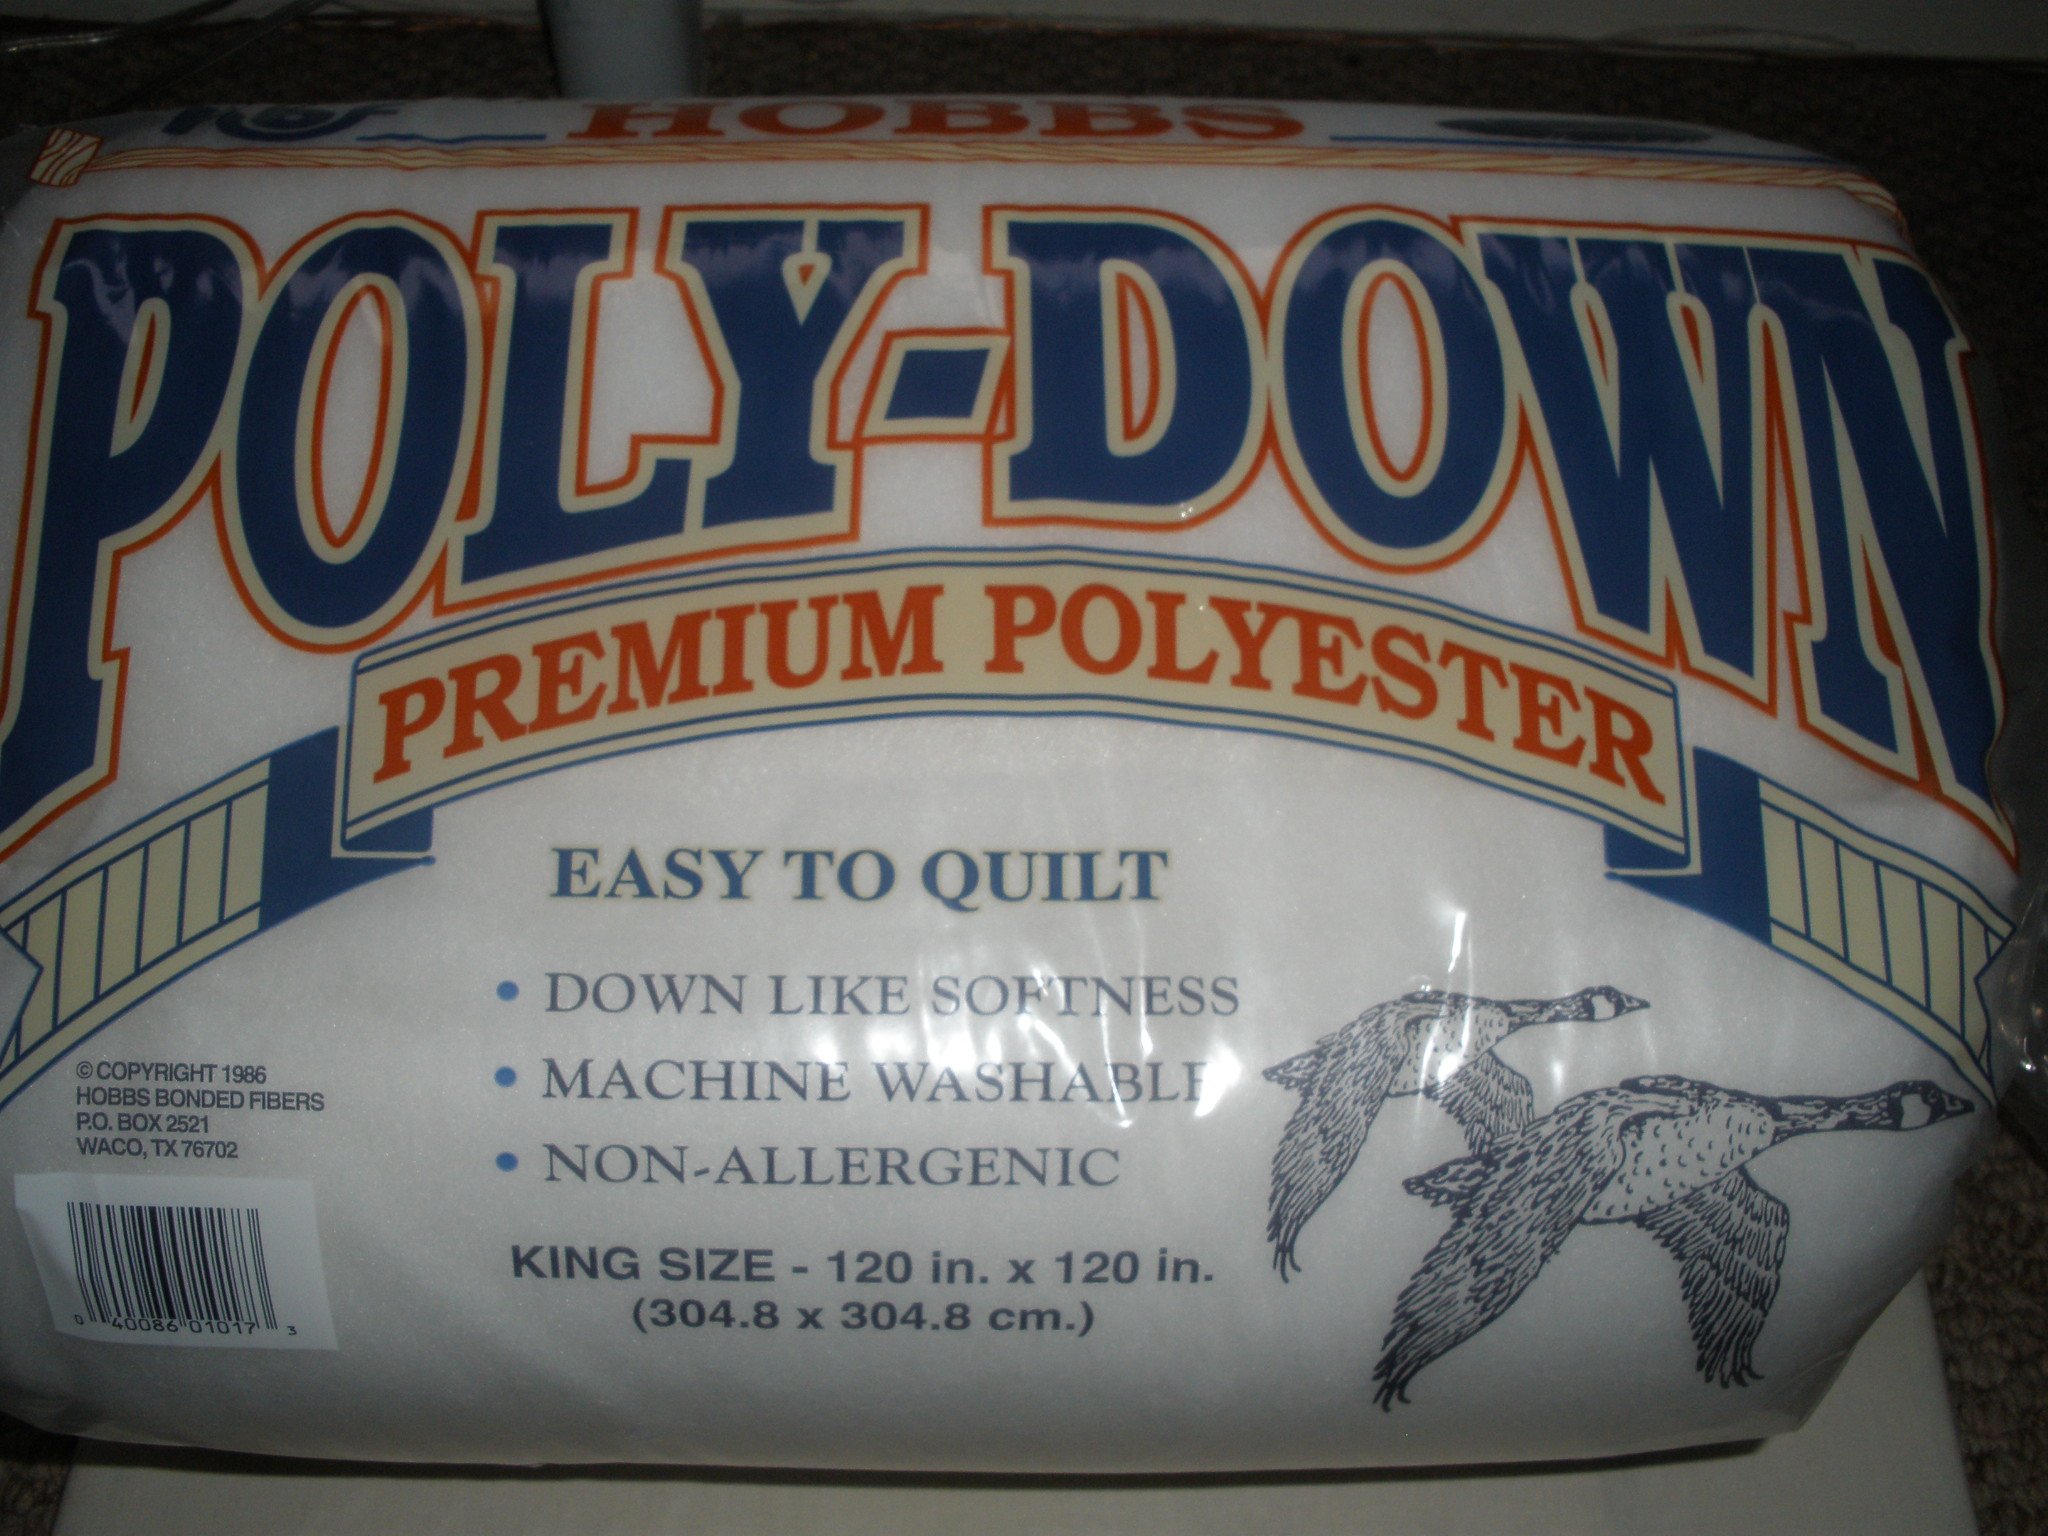 HOBBS
POLY-DOWN
PREMIUM POLYESTER
EASY TO QUILT
• DOWN LIKE SOFTNESS
• MACHINE WASHABLE
• NON-ALLERGENIC
KING SIZE - 120 in. x 120 in.
(304.8 x 304.8 cm.)
© COPYRIGHT 1986
HOBBS BONDED FIBERS
P.O. BOX 2521
WACO, TX 76702
0 40086 01017 3